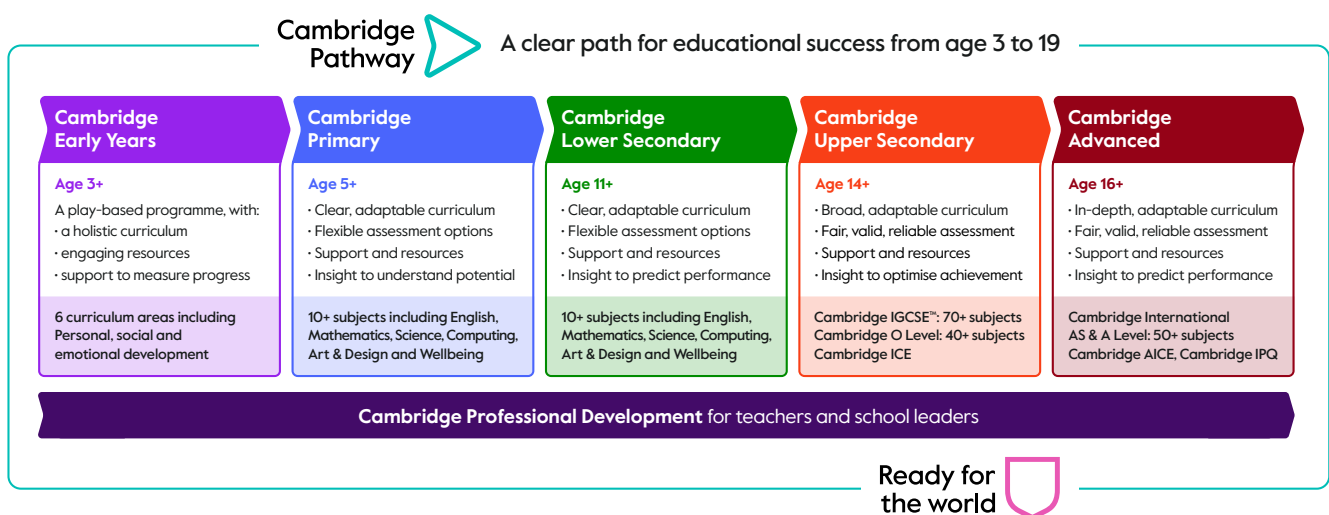 Cambridge
Pathway
A clear path for educational success from age 3 to 19
Cambridge
Early Years
Age 3+
A play-based programme, with:
· a holistic curriculum
· engaging resources
· support to measure progress
6 curriculum areas including
Personal, social and
emotional development
Cambridge
Primary
Age 5+
· Clear, adaptable curriculum
· Flexible assessment options
· Support and resources
· Insight to understand potential
10+ subjects including English,
Mathematics, Science, Computing,
Art & Design and Wellbeing
Cambridge
Lower Secondary
Age 11+
· Clear, adaptable curriculum
· Flexible assessment options
· Support and resources
· Insight to predict performance
10+ subjects including English,
Mathematics, Science, Computing,
Art & Design and Wellbeing
Cambridge
Upper Secondary
Age 14+
· Broad, adaptable curriculum
· Fair, valid, reliable assessment
· Support and resources
· Insight to optimise achievement
Cambridge IGCSE™: 70+ subjects
Cambridge O Level: 40+ subjects
Cambridge ICE
Cambridge
Advanced
Age 16+
· In-depth, adaptable curriculum
· Fair, valid, reliable assessment
· Support and resources
· Insight to predict performance
Cambridge International
AS & A Level: 50+ subjects
Cambridge AICE, Cambridge IPQ
Cambridge Professional Development for teachers and school leaders
Ready for
the world